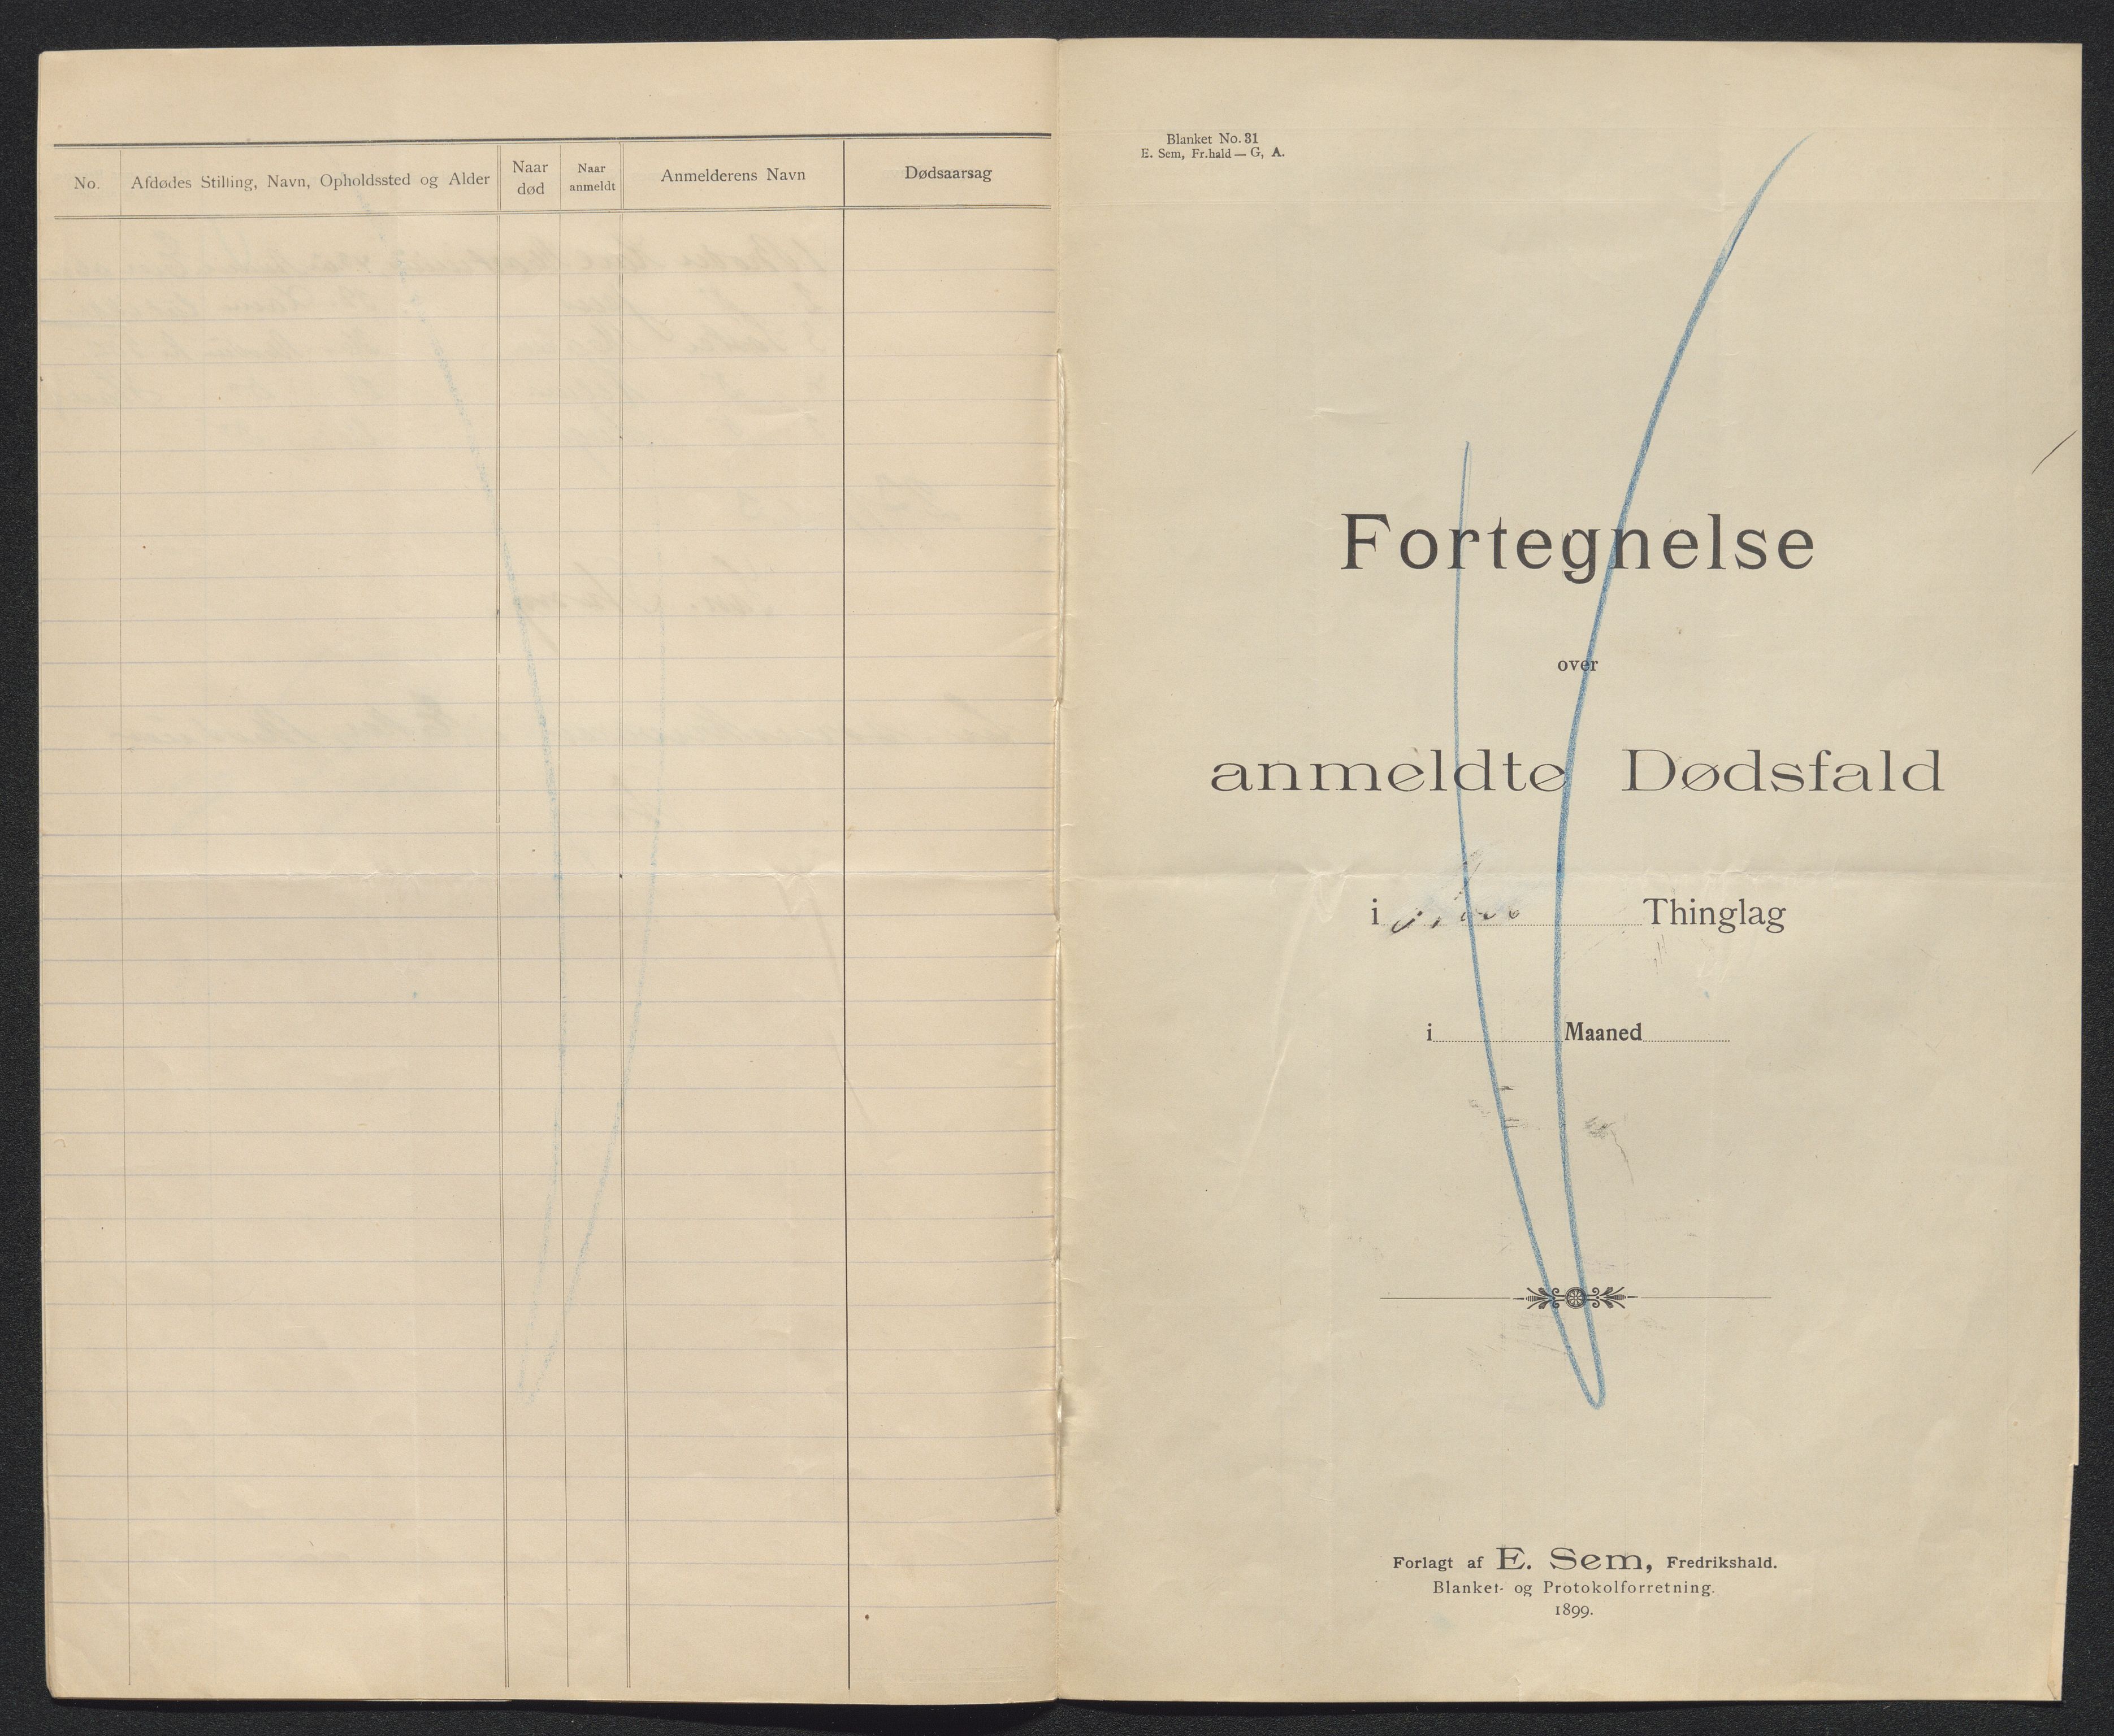 No.
Afdødes Stilling, Navn, Opholdssted og Alder
Naar død
Naar anmeldt
Anmelderens Navn
Dødsaarsag
Blanket No. 31
E. Sem, Fr.hald — G, A.
Fortegnelse
over
anmeldte Dødsfald
i Thinglag
i Maaned
Forlagt af E. Sem, Fredrikshald.
Blanket- og Protokolforretning.
1899.